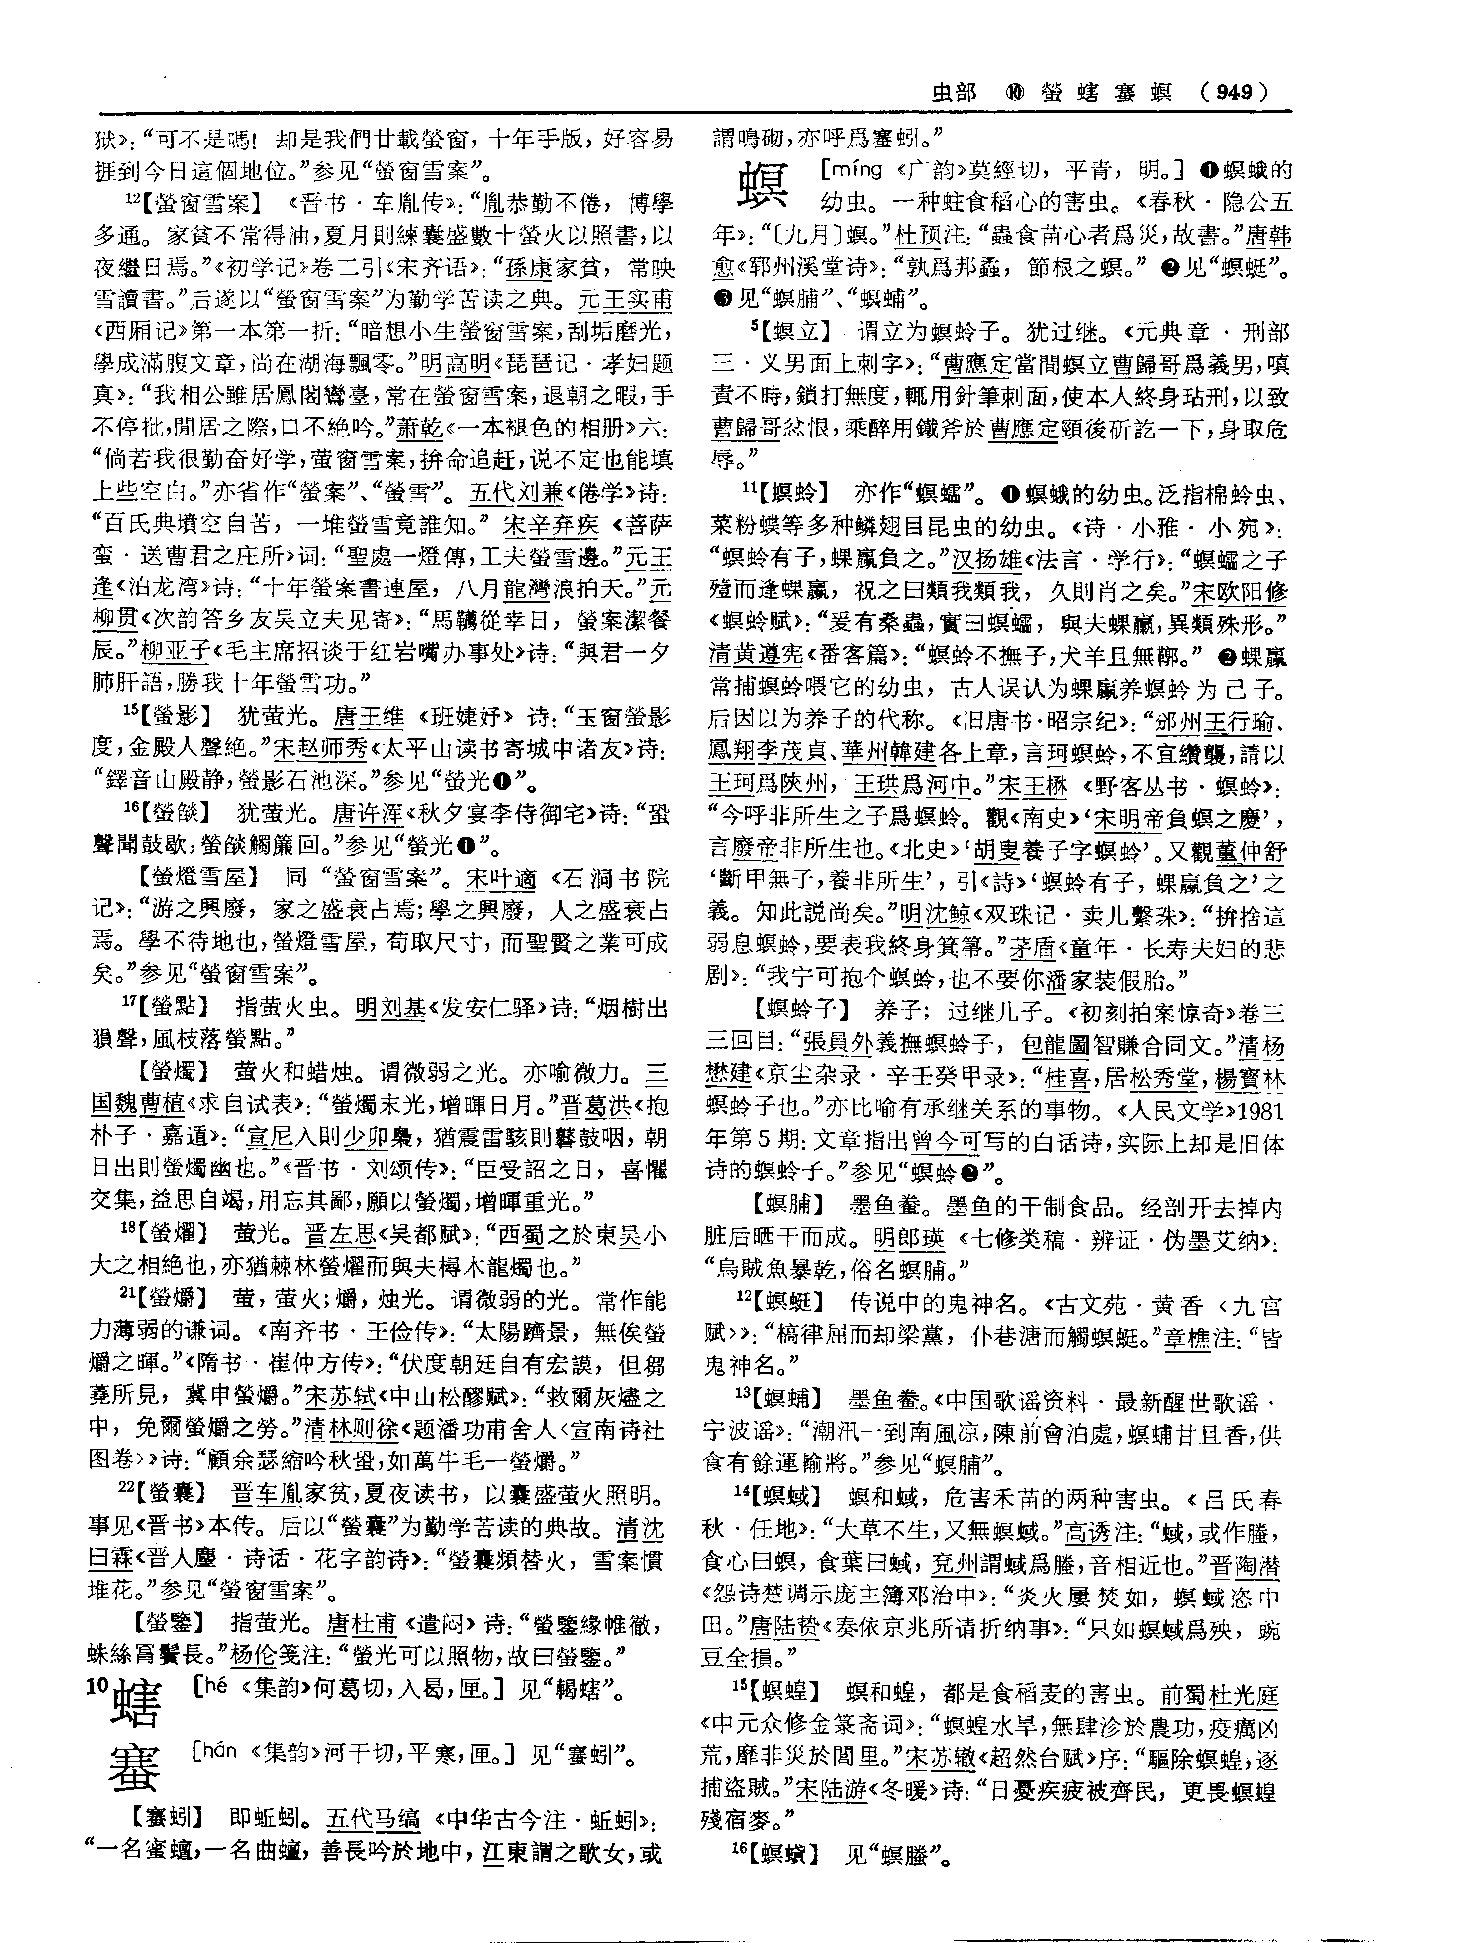 虫部 ⑩ 螢 螛 𧎯 螟 （949）
狱》：“可不是嗎！却是我們廿載螢窗，十年手版，好容易
捱到今日這個地位。”参见“螢窗雪案”。
12【螢窗雪案】 《晋书·车胤传》：“胤恭勤不倦，博學
多通。家貧不常得油，夏月則練囊盛數十螢火以照書，以
夜繼日焉。”《初学记》卷二引《宋齐语》：“孫康家貧，常映
雪讀書。”后遂以“螢窗雪案”为勤学苦读之典。元王实甫
《西厢记》第一本第一折：“暗想小生螢窗雪案，刮垢磨光，
學成滿腹文章，尚在湖海飄零。”明高明《琵琶记·孝妇题
真》：“我相公雖居鳳閣鸞臺，常在螢窗雪案，退朝之暇，手
不停批，閒居之際，口不絶吟。”萧乾《一本褪色的相册》六：
“倘若我很勤奋好学，萤窗雪案，拚命追赶，说不定也能填
上些空白。”亦省作“螢案”、“螢雪”。五代刘兼《倦学》诗：
“百氏典墳空自苦，一堆螢雪竟誰知。”宋辛弃疾《菩萨
蛮·送曹君之庄所》词：“聖處一燈傳，工夫螢雪邊。”元王
逢《泊龙湾》诗：“十年螢案書連屋，八月龍灣浪拍天。”元
柳贯《次韵答乡友吴立夫见寄》：“馬韉從幸日，螢案潔餐
辰。”柳亚子《毛主席招谈于红岩嘴办事处》诗：“與君一夕
肺肝語，勝我十年螢雪功。”
15【螢影】 犹萤光。唐王维《班婕妤》诗：“玉窗螢影
度，金殿人聲絶。”宋赵师秀《太平山读书寄城中诸友》诗：
“鐸音山殿静，螢影石池深。”参见“螢光❶”。
16【螢燄】 犹萤光。唐许浑《秋夕宴李侍御宅》诗：“蛩
聲聞鼓歇，螢燄觸簾回。”参见“螢光❶”。
【螢燈雪屋】 同“螢窗雪案”。宋叶適《石洞书院
记》：“游之興廢，家之盛衰占焉；學之興廢，人之盛衰占
焉。學不待地也，螢燈雪屋，苟取尺寸，而聖賢之業可成
矣。”参见“螢窗雪案”。
17【螢點】 指萤火虫。明刘基《发安仁驿》诗：“烟樹出
猨聲，風枝落螢點。”
【螢燭】 萤火和蜡烛。谓微弱之光。亦喻微力。三
国魏曹植《求自试表》：“螢燭末光，增暉日月。”晋葛洪《抱
朴子·嘉遁》：“宣尼入則少卯梟，猶震雷駭則鼛鼓咽，朝
日出則螢燭幽也。”《晋书·刘颂传》：“臣受詔之日，喜懼
交集，益思自竭，用忘其鄙，願以螢燭，增暉重光。”
18【螢燿】 萤光。晋左思《吴都赋》：“西蜀之於東吴小
大之相絶也，亦猶棘林螢燿而與夫樳木龍燭也。”
21【螢爝】 萤，萤火；爝，烛光。谓微弱的光。常作能
力薄弱的谦词。《南齐书·王俭传》：“太陽躋景，無俟螢
爝之暉。”《隋书·崔仲方传》：“伏度朝廷自有宏謨，但芻
蕘所見，冀申螢爝。”宋苏轼《中山松醪赋》：“救爾灰燼之
中，免爾螢爝之勞。”清林则徐《题潘功甫舍人〈宣南诗社
图卷〉》诗：“顧余瑟縮吟秋蛩，如萬牛毛一螢爝。”
22【螢囊】 晋车胤家贫，夏夜读书，以囊盛萤火照明。
事见《晋书》本传。后以“螢囊”为勤学苦读的典故。清沈
曰霖《晋人麈·诗话·花字韵诗》：“螢囊頻替火，雪案慣
堆花。”参见“螢窗雪案”。
【螢鑒】 指萤光。唐杜甫《遣闷》诗：“螢鑒緣帷徹，
蛛絲罥鬢長。”杨伦笺注：“螢光可以照物，故曰螢鑒。”
10 螛 ［hé 《集韵》何葛切，入曷，匣。］见“蝎螛”。
𧎯 ［hán 《集韵》河干切，平寒，匣。］见“𧎯蚓”。
【𧎯蚓】 即蚯蚓。五代马缟《中华古今注·蚯蚓》：
“一名蜜蟺，一名曲蟺，善長吟於地中，江東謂之歌女，或
謂鳴砌，亦呼爲𧎯蚓。”
螟 ［míng 《广韵》莫經切，平青，明。］❶螟蛾的
幼虫。一种蛀食稻心的害虫。《春秋·隐公五
年》：“〔九月〕螟。”杜预注：“蟲食苗心者爲災，故書。”唐韩
愈《郓州溪堂诗》：“孰爲邦蟊，節根之螟。”❷见“螟蜓”。
❸见“螟脯”、“螟蜅”。
5【螟立】 谓立为螟蛉子。犹过继。《元典章·刑部
三·义男面上刺字》：“曹應定當間螟立曹歸哥爲義男，嗔
責不時，鎖打無度，輒用針筆刺面，使本人終身玷刑，以致
曹歸哥忿恨，乘醉用鐵斧於曹應定頸後斫訖一下，身取危
辱。”
11【螟蛉】 亦作“螟蠕”。❶螟蛾的幼虫。泛指棉蛉虫、
菜粉蝶等多种鳞翅目昆虫的幼虫。《诗·小雅·小宛》：
“螟蛉有子，蜾蠃負之。”汉扬雄《法言·学行》：“螟蠕之子
殪而逢蜾蠃，祝之曰類我類我，久則肖之矣。”宋欧阳修
《螟蛉赋》：“爰有桑蟲，實曰螟蠕，與夫蜾蠃，異類殊形。”
清黄遵宪《番客篇》：“螟蛉不撫子，犬羊且無鄰。”❷蜾蠃
常捕螟蛉喂它的幼虫，古人误认为蜾蠃养螟蛉为己子。
后因以为养子的代称。《旧唐书·昭宗纪》：“邠州王行瑜、
鳳翔李茂貞、華州韓建各上章，言珂螟蛉，不宜纘襲，請以
王珂爲陝州，王珙爲河中。”宋王楙《野客丛书·螟蛉》：
“今呼非所生之子爲螟蛉。觀《南史》‘宋明帝負螟之慶’，
言廢帝非所生也。《北史》‘胡叟養子字螟蛉’。又觀董仲舒
‘斷甲無子，養非所生’，引《詩》‘螟蛉有子，蜾蠃負之’之
義。知此説尚矣。”明沈鲸《双珠记·卖儿繫珠》：“拚捨這
弱息螟蛉，要表我終身箕箒。”茅盾《童年·长寿夫妇的悲
剧》：“我宁可抱个螟蛉，也不要你潘家装假胎。”
【螟蛉子】 养子；过继儿子。《初刻拍案惊奇》卷三
三回目：“張員外義撫螟蛉子，包龍圖智賺合同文。”清杨
懋建《京尘杂录·辛壬癸甲录》：“桂喜，居松秀堂，楊寶林
螟蛉子也。”亦比喻有承继关系的事物。《人民文学》1981
年第5期：文章指出曾今可写的白话诗，实际上却是旧体
诗的螟蛉子。”参见“螟蛉❷”。
【螟脯】 墨鱼鲞。墨鱼的干制食品。经剖开去掉内
脏后晒干而成。明郎瑛《七修类稿·辨证·伪墨艾纳》：
“烏賊魚暴乾，俗名螟脯。”
12【螟蜓】 传说中的鬼神名。《古文苑·黄香〈九宫
赋〉》：“槁律屈而却梁黨，仆巷溏而觸螟蜓。”章樵注：“皆
鬼神名。”
13【螟蜅】 墨鱼鲞。《中国歌谣资料·最新醒世歌谣·
宁波谣》：“潮汛一到南風凉，陳前會泊處，螟蜅甘且香，供
食有餘運輸將。”参见“螟脯”。
14【螟蜮】 螟和蜮，危害禾苗的两种害虫。《吕氏春
秋·任地》：“大草不生，又無螟蜮。”高诱注：“蜮，或作螣，
食心曰螟，食葉曰蜮，兗州謂蜮爲螣，音相近也。”晋陶潜
《怨诗楚调示庞主簿邓治中》：“炎火屢焚如，螟蜮恣中
田。”唐陆贽《奏依京兆所请折纳事》：“只如螟蜮爲殃，豌
豆全損。”
15【螟蝗】 螟和蝗，都是食稻麦的害虫。前蜀杜光庭
《中元众修金箓斋词》：“螟蝗水旱，無肆沴於農功，疫癘凶
荒，靡非災於閭里。”宋苏辙《超然台赋》序：“驅除螟蝗，逐
捕盜賊。”宋陆游《冬暖》诗：“日憂疾疫被齊民，更畏螟蝗
殘宿麥。”
16【螟螾】 见“螟螣”。